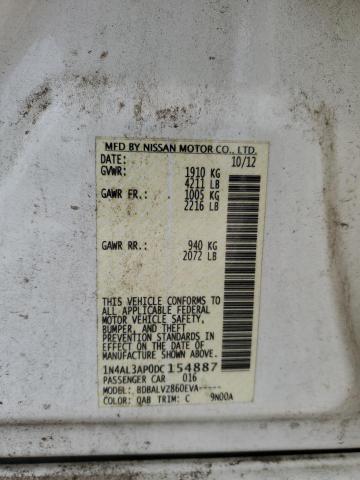 MFD BY NISSAN MOTOR CO., LTD.
DATE: 10/12
GVWR: 1910 KG
4211 LB
GAWR FR.: 1005 KG
2216 LB
GAWR RR.: 940 KG
2072 LB
THIS VEHICLE CONFORMS TO
ALL APPLICABLE FEDERAL
MOTOR VEHICLE SAFETY,
BUMPER, AND THEFT
PREVENTION STANDARDS IN
EFFECT ON THE DATE OF
MANUFACTURE SHOWN ABOVE.
1N4AL3AP0DC154887
PASSENGER CAR 016
MODEL: BDBALVZ860EVA-----
COLOR: QAB TRIM: C 9N00A